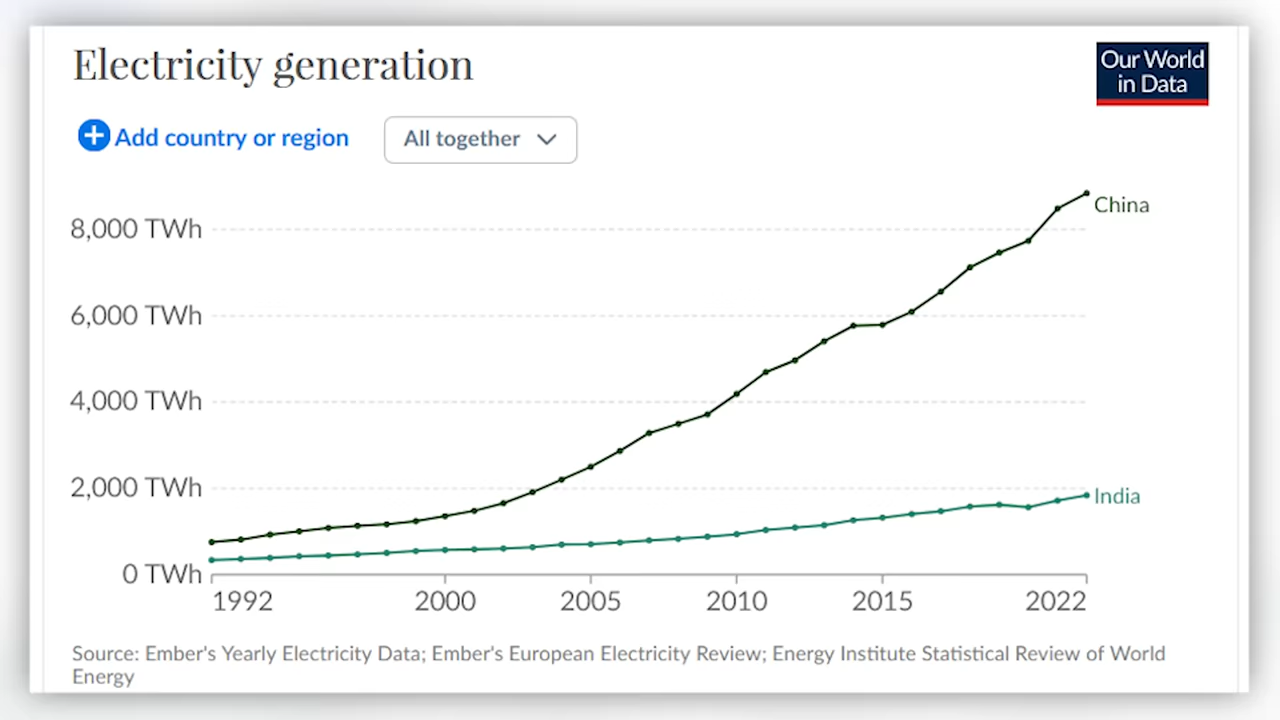 Electricity generation
Our World
in Data
Add country or region
All together
8,000 TWh
6,000 TWh
4,000 TWh
2,000 TWh
0 TWh
China
India
1992
2000
2005
2010
2015
2022
Source: Ember's Yearly Electricity Data; Ember's European Electricity Review; Energy Institute Statistical Review of World
Energy